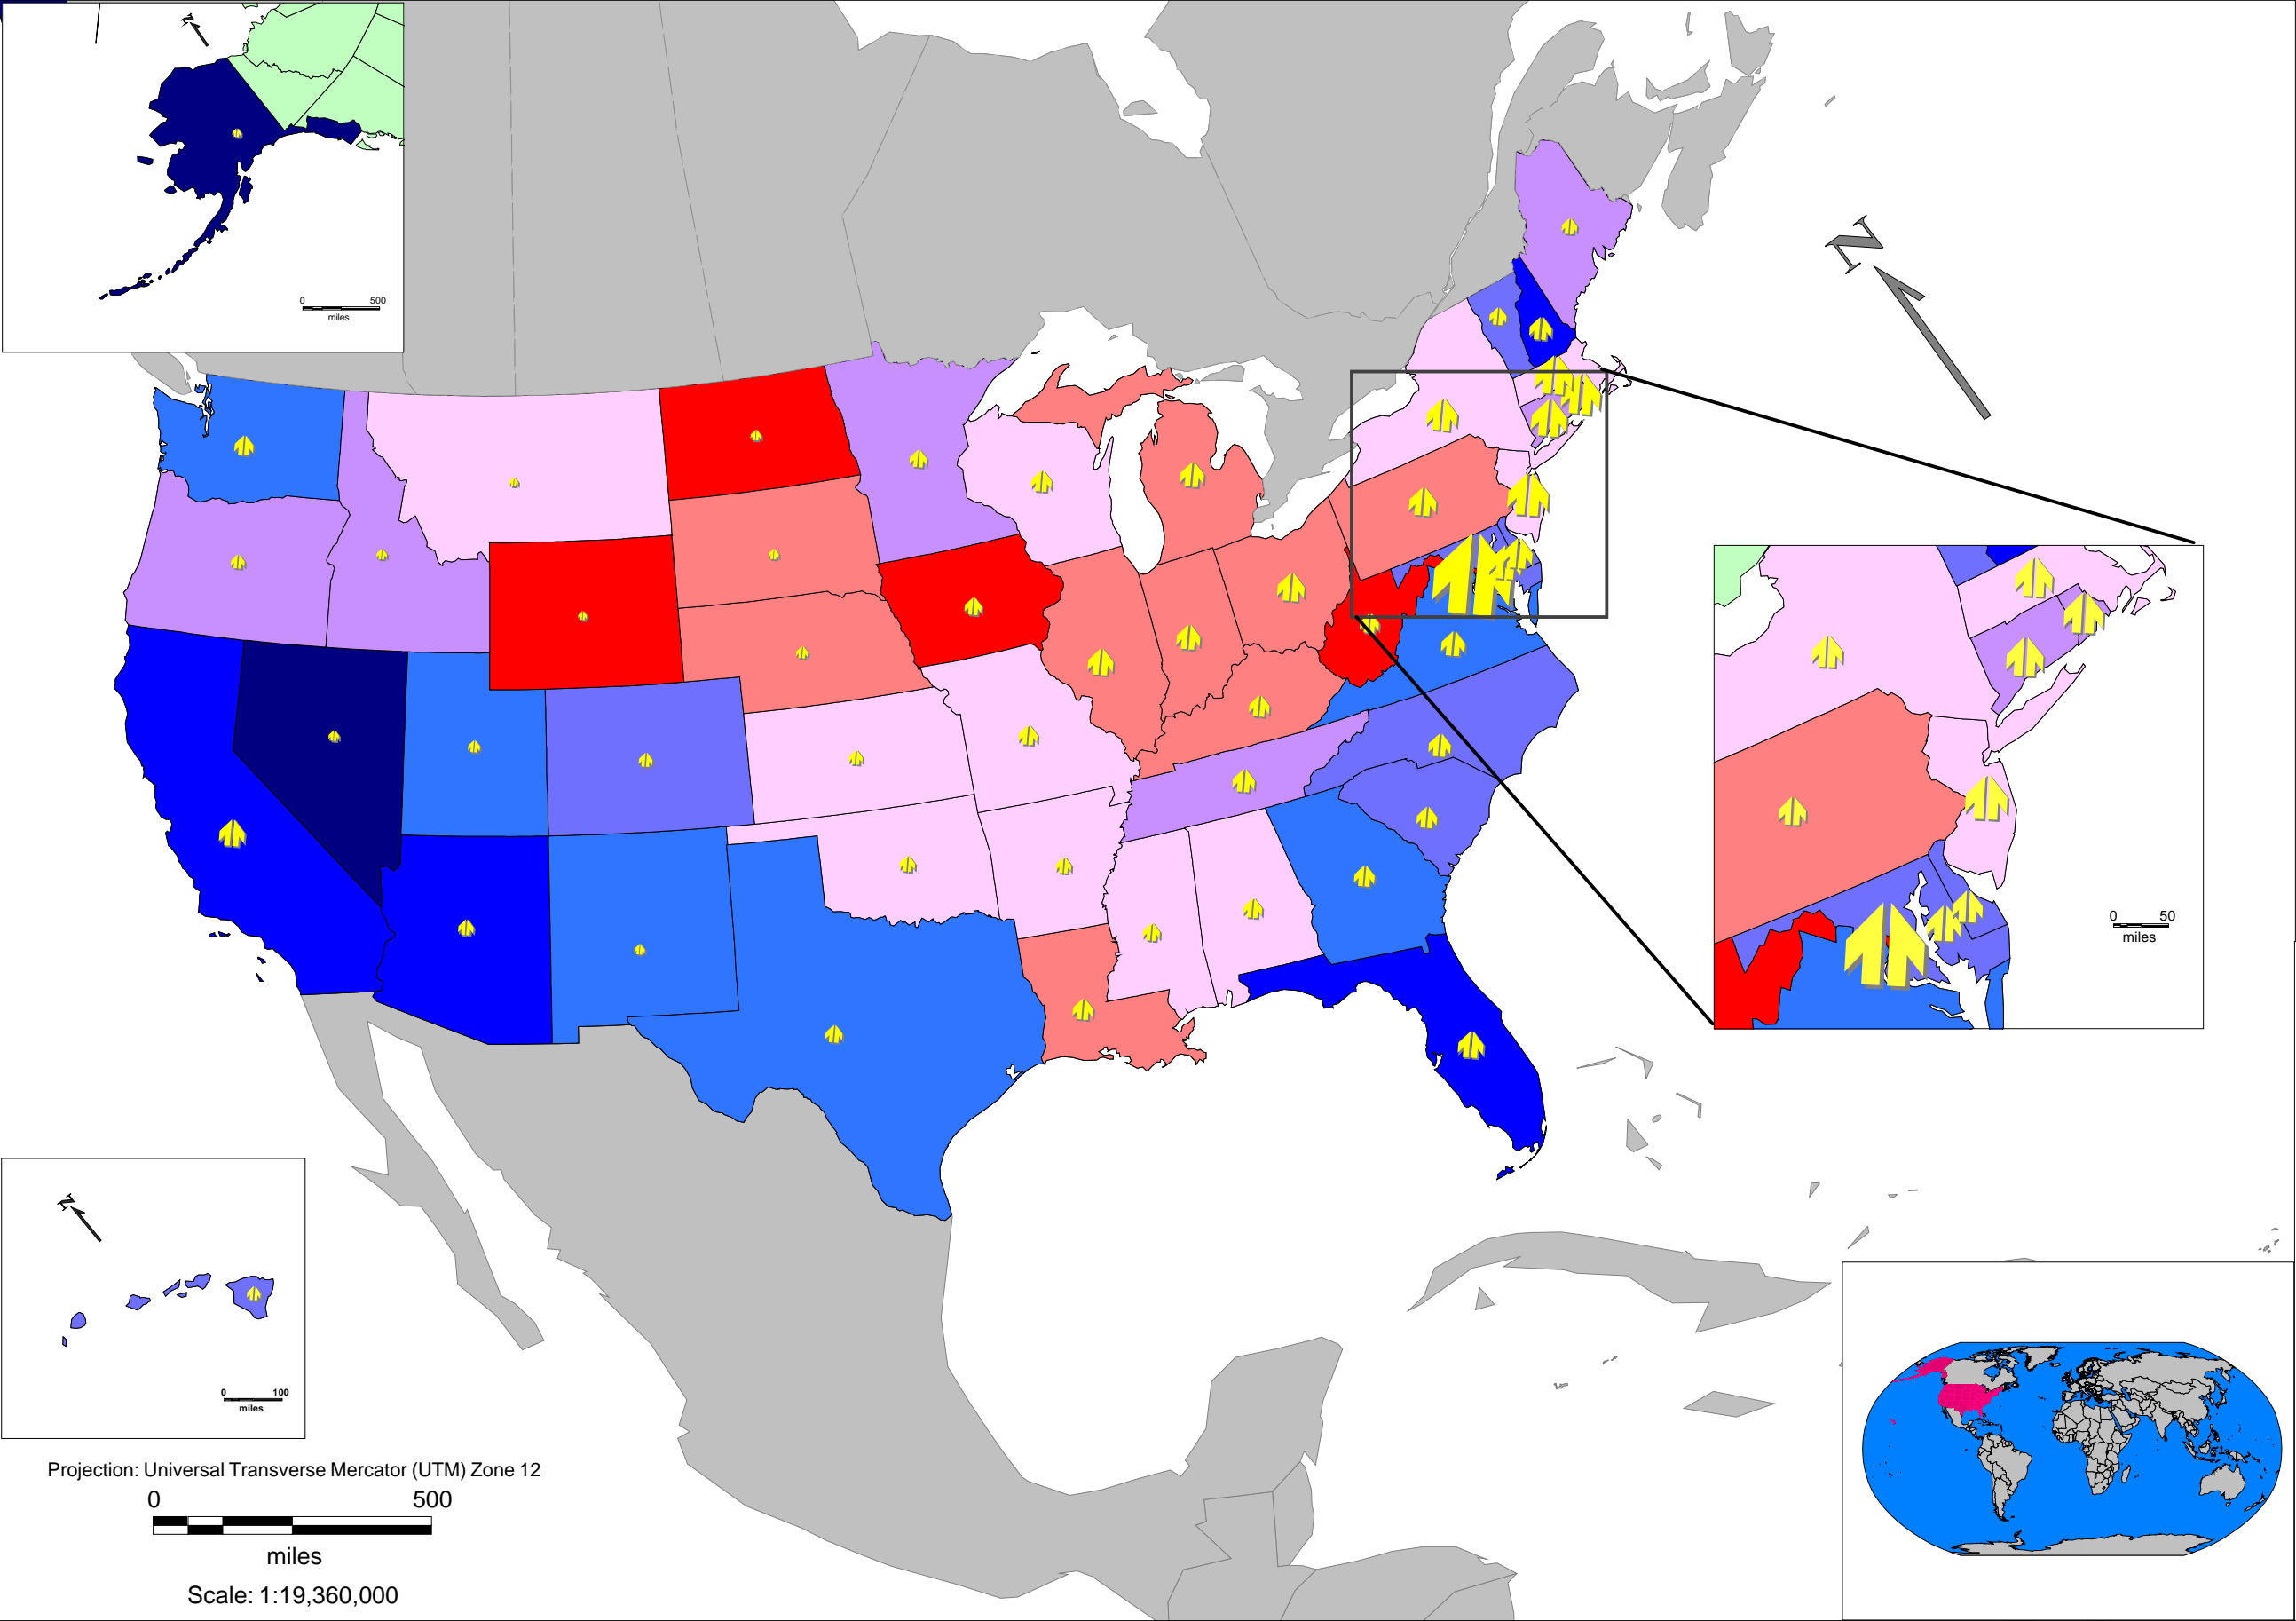 N
0 500
miles
N
0 50
miles
N
0 100
miles
Projection: Universal Transverse Mercator (UTM) Zone 12
0 500
miles
Scale: 1:19,360,000